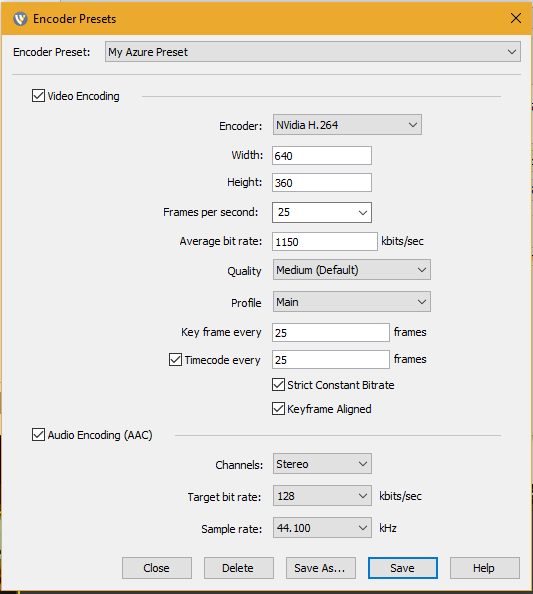 Encoder Presets
Encoder Preset: My Azure Preset
Video Encoding
Encoder: NVidia H.264
Width: 640
Height: 360
Frames per second: 25
Average bit rate: 1150 kbits/sec
Quality Medium (Default)
Profile Main
Key frame every 25 frames
Timecode every 25 frames
Strict Constant Bitrate
Keyframe Aligned
Audio Encoding (AAC)
Channels: Stereo
Target bit rate: 128 kbits/sec
Sample rate: 44.100 kHz
Close Delete Save As... Save Help